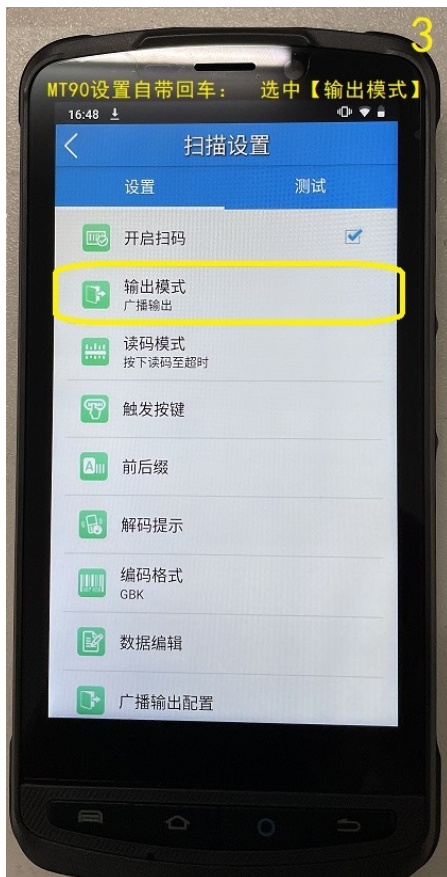 3
MT90设置自带回车： 选中【输出模式】
16:48
扫描设置
设置 测试
开启扫码
输出模式
广播输出
读码模式
按下读码至超时
触发按键
前后缀
解码提示
编码格式
GBK
数据编辑
广播输出配置